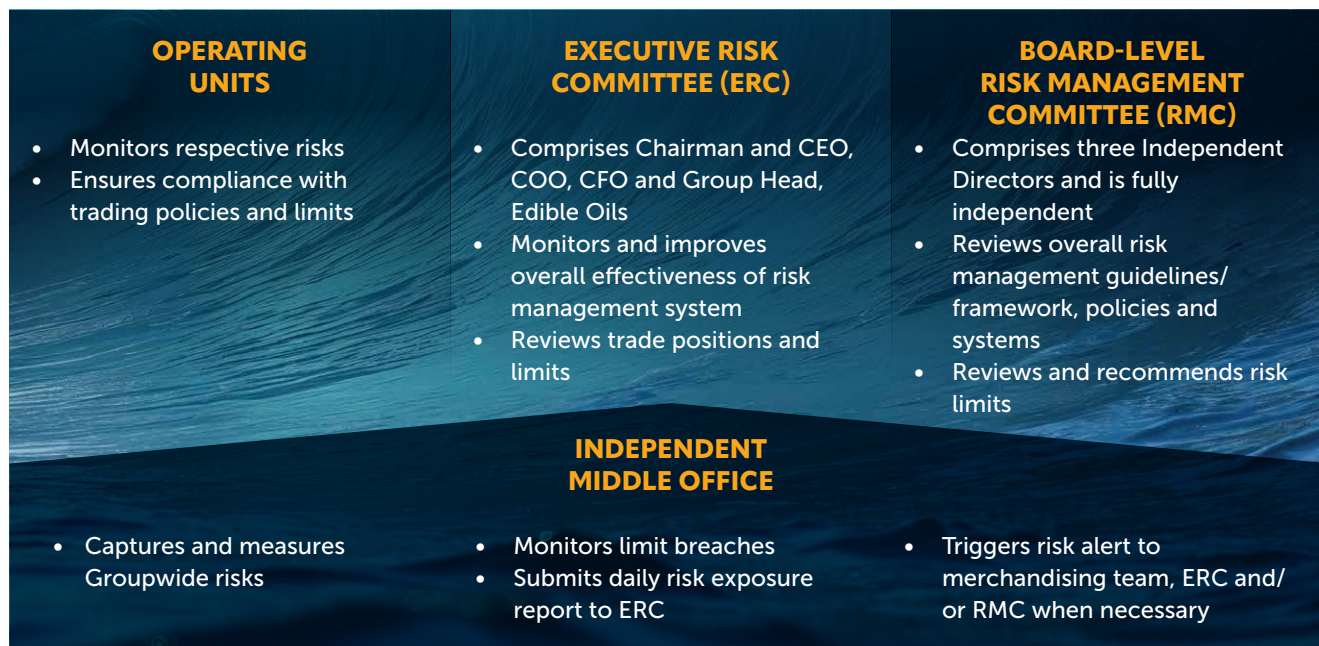 OPERATING
UNITS
• Monitors respective risks
• Ensures compliance with
trading policies and limits
EXECUTIVE RISK
COMMITTEE (ERC)
• Comprises Chairman and CEO,
COO, CFO and Group Head,
Edible Oils
• Monitors and improves
overall effectiveness of risk
management system
• Reviews trade positions and
limits
BOARD-LEVEL
RISK MANAGEMENT
COMMITTEE (RMC)
• Comprises three Independent
Directors and is fully
independent
• Reviews overall risk
management guidelines/
framework, policies and
systems
• Reviews and recommends risk
limits
INDEPENDENT
MIDDLE OFFICE
• Captures and measures
Groupwide risks
• Monitors limit breaches
• Submits daily risk exposure
report to ERC
• Triggers risk alert to
merchandising team, ERC and/
or RMC when necessary